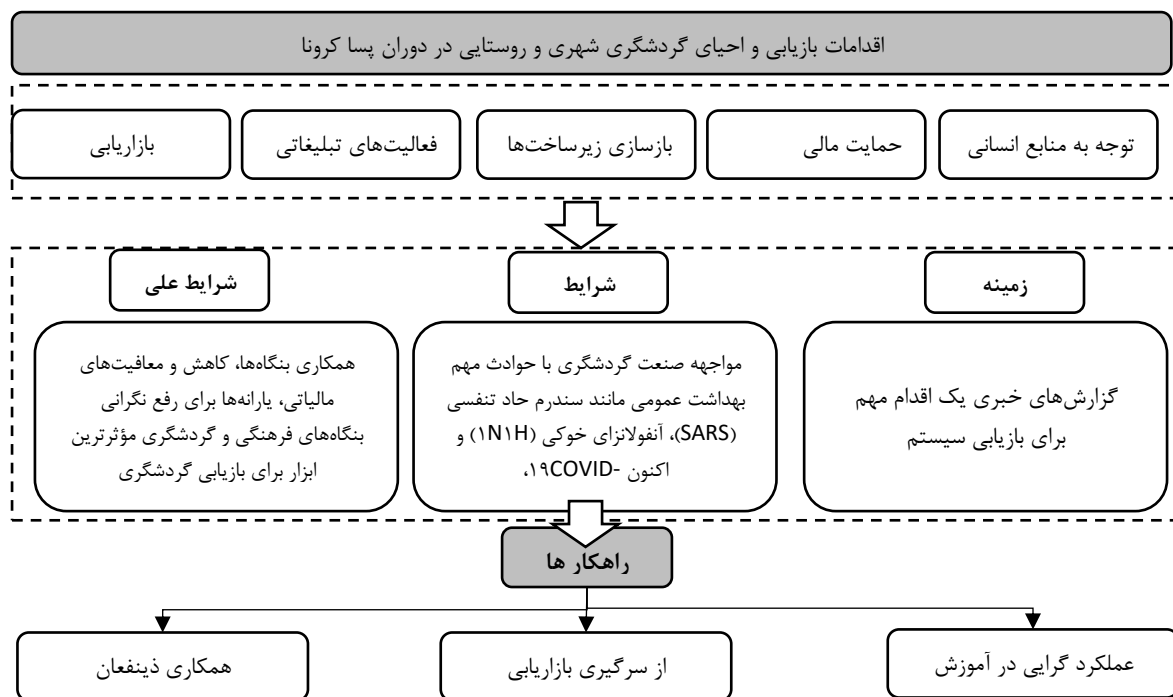 اقدامات بازیابی و احیای گردشگری شهری و روستایی در دوران پسا کرونا
توجه به منابع انسانی
حمایت مالی
بازسازی زیرساخت‌ها
فعالیت‌های تبلیغاتی
بازاریابی
زمینه
گزارش‌های خبری یک اقدام مهم
برای بازیابی سیستم
شرایط
مواجهه صنعت گردشگری با حوادث مهم
بهداشت عمومی مانند سندرم حاد تنفسی
(SARS)، آنفولانزای خوکی (۱N۱H) و
اکنون -۱۹COVID،
شرایط علی
همکاری بنگاه‌ها، کاهش و معافیت‌های
مالیاتی، یارانه‌ها برای رفع نگرانی
بنگاه‌های فرهنگی و گردشگری مؤثرترین
ابزار برای بازیابی گردشگری
راهکار ها
عملکرد گرایی در آموزش
از سرگیری بازاریابی
همکاری ذینفعان